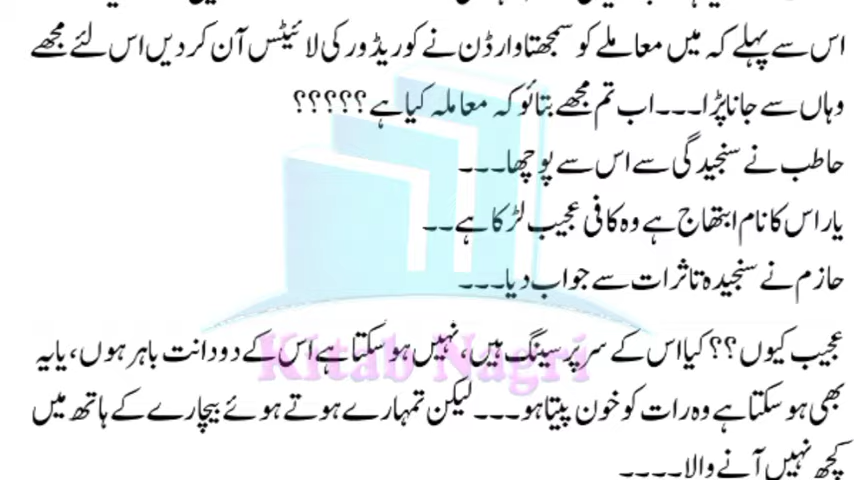 اس سے پہلے کہ میں معاملے کو سمجھتا وارڈن نے کوریڈور کی لائیٹس آن کر دیں اس لئے مجھے
وہاں سے جانا پڑا۔۔۔اب تم مجھے بتائو کہ معاملہ کیا ہے ؟؟؟؟؟
حاطب نے سنجیدگی سے اس سے پوچھا۔۔۔
یار اس کا نام ابتھاج ہے وہ کافی عجیب لڑکا ہے۔۔
حازم نے سنجیدہ تاثرات سے جواب دیا۔۔۔
عجیب کیوں ؟؟ کیا اس کے سر پر سینگ ہیں، نہیں ہو سکتا ہے اس کے دو دانت باہر ہوں، یا یہ
Kitab Nagri
بھی ہو سکتا ہے وہ رات کو خون پیتا ہو۔۔۔ لیکن تمہارے ہوتے ہوئے بیچارے کے ہاتھ میں
کچھ نہیں آنے والا۔۔۔۔